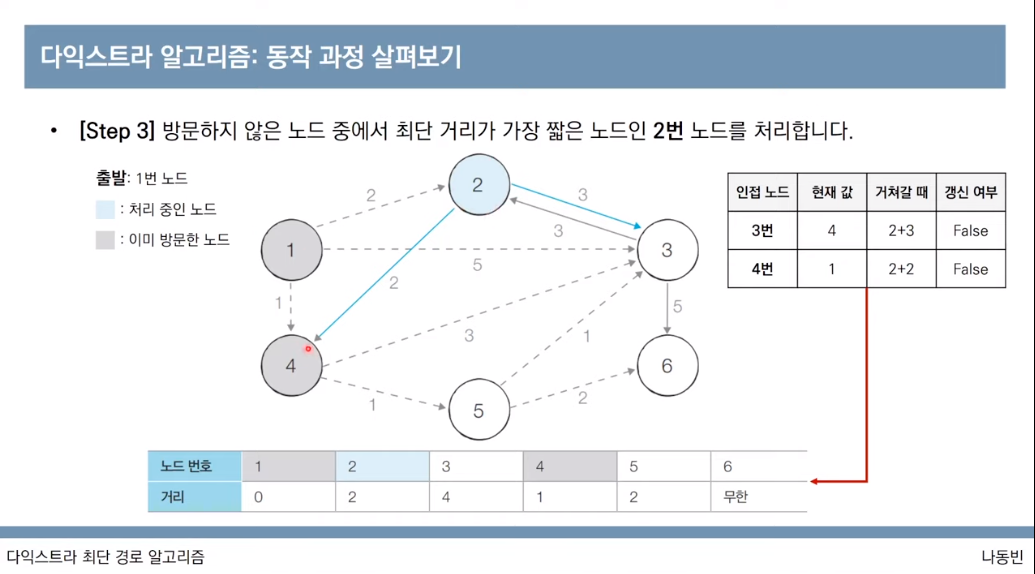 다익스트라 알고리즘: 동작 과정 살펴보기
• [Step 3] 방문하지 않은 노드 중에서 최단 거리가 가장 짧은 노드인 2번 노드를 처리합니다.
출발: 1번 노드
: 처리 중인 노드
: 이미 방문한 노드
2
2
3
3
1
5
3
2
1
5
3
1
4
6
1
5
2
인접 노드 현재 값 거쳐갈 때 갱신 여부
3번 4 2+3 False
4번 1 2+2 False
노드 번호 1 2 3 4 5 6
거리 0 2 4 1 2 무한
다익스트라 최단 경로 알고리즘
나동빈